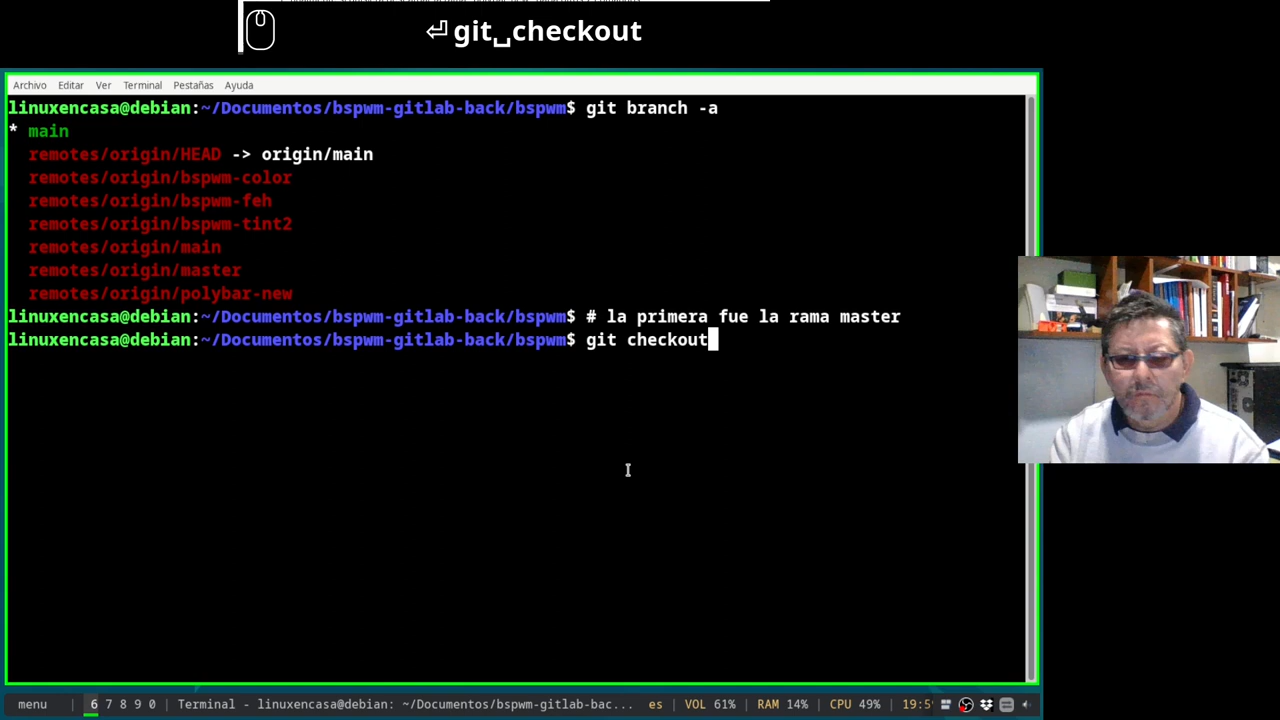 ⏎ git␣checkout
Archivo Editar Ver Terminal Pestañas Ayuda
linuxencasa@debian:~/Documentos/bspwm-gitlab-back/bspwm$ git branch -a
* main
remotes/origin/HEAD -> origin/main
remotes/origin/bspwm-color
remotes/origin/bspwm-feh
remotes/origin/bspwm-tint2
remotes/origin/main
remotes/origin/master
remotes/origin/polybar-new
linuxencasa@debian:~/Documentos/bspwm-gitlab-back/bspwm$ # la primera fue la rama master
linuxencasa@debian:~/Documentos/bspwm-gitlab-back/bspwm$ git checkout
menu | 6 7 8 9 0 | Terminal - linuxencasa@debian: ~/Documentos/bspwm-gitlab-bac... es | VOL 61% | RAM 14% | CPU 49% | 19:5